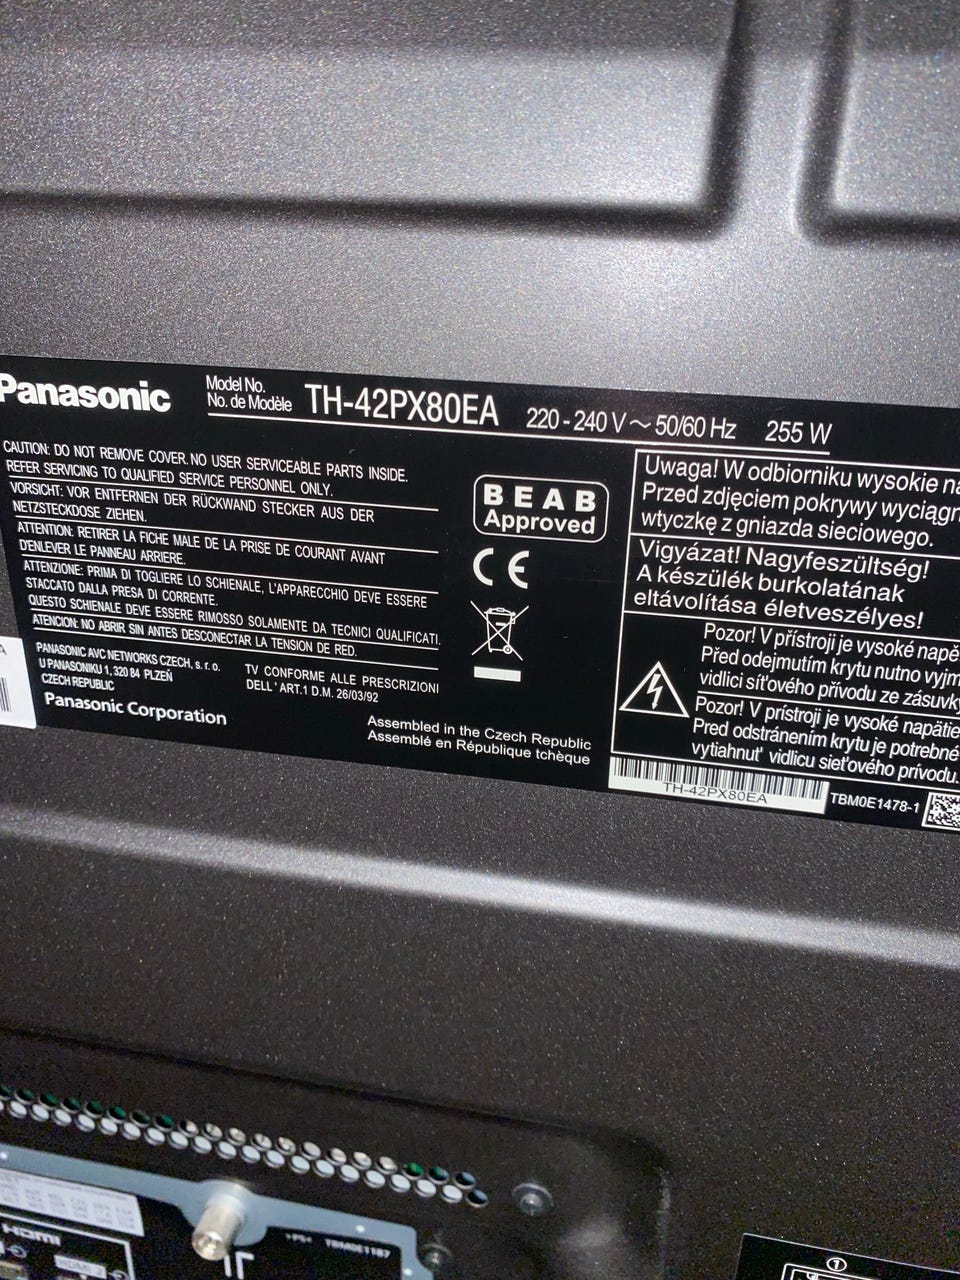 Panasonic
Model No.
No. de Modèle
TH-42PX80EA
220 - 240 V ~ 50/60 Hz 255 W
CAUTION: DO NOT REMOVE COVER. NO USER SERVICEABLE PARTS INSIDE.
REFER SERVICING TO QUALIFIED SERVICE PERSONNEL ONLY.
VORSICHT: VOR ENTFERNEN DER RÜCKWAND STECKER AUS DER
NETZSTECKDOSE ZIEHEN.
ATTENTION: RETIRER LA FICHE MALE DE LA PRISE DE COURANT AVANT
D'ENLEVER LE PANNEAU ARRIERE.
ATTENZIONE: PRIMA DI TOGLIERE LO SCHIENALE, L'APPARECCHIO DEVE ESSERE
STACCATO DALLA PRESA DI CORRENTE.
QUESTO SCHIENALE DEVE ESSERE RIMOSSO SOLAMENTE DA TECNICI QUALIFICATI.
ATENCION: NO ABRIR SIN ANTES DESCONECTAR LA TENSION DE RED.
PANASONIC AVC NETWORKS CZECH, s. r. o.
U PANASONIKU 1, 320 84 PLZEŇ
CZECH REPUBLIC
Panasonic Corporation
TV CONFORME ALLE PRESCRIZIONI
DELL ' ART.1 D.M. 26/03/92
Assembled in the Czech Republic
Assemblé en République tchèque
BEAB
Approved
CE
Uwaga! W odbiorniku wysokie na
Przed zdjęciem pokrywy wyciągn
wtyczkę z gniazda sieciowego.
Vigyázat! Nagyfeszültség!
A készülék burkolatának
eltávolítása életveszélyes!
Pozor! V přístroji je vysoké napě
Před odejmutím krytu nutno vyjm
vidlici síťového přívodu ze zásuvky
Pozor! V prístroji je vysoké napätie
Pred odstránením krytu je potrebné
vytiahnuť vidlicu sieťového prívodu.
TH-42PX80EA
TBM0E1478-1
A
HDMI
HDMI 2
>PS< TBM0E1187
1